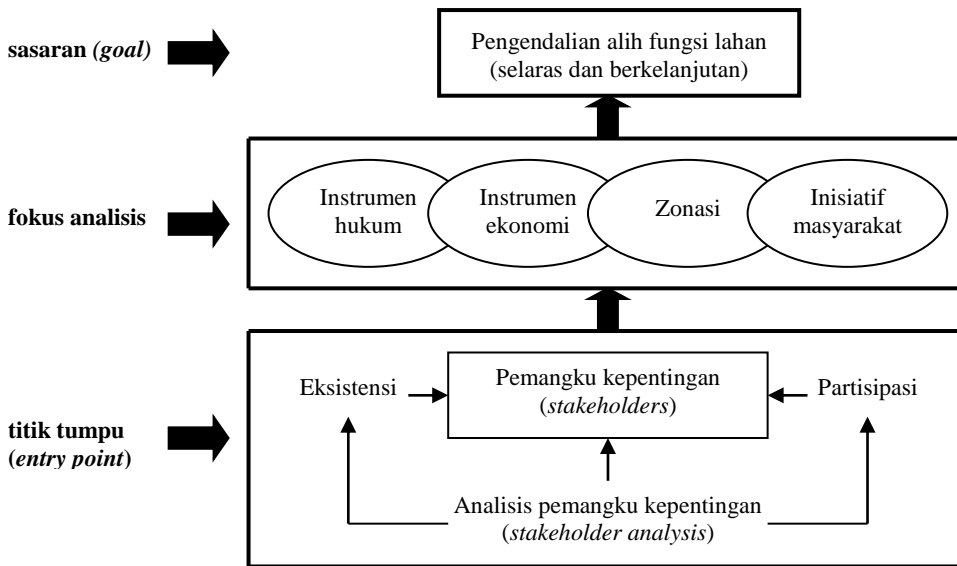 sasaran (goal)
Pengendalian alih fungsi lahan
(selaras dan berkelanjutan)
fokus analisis
Instrumen
hukum
Instrumen
ekonomi
Zonasi
Inisiatif
masyarakat
titik tumpu
(entry point)
Eksistensi
Pemangku kepentingan
(stakeholders)
Partisipasi
Analisis pemangku kepentingan
(stakeholder analysis)